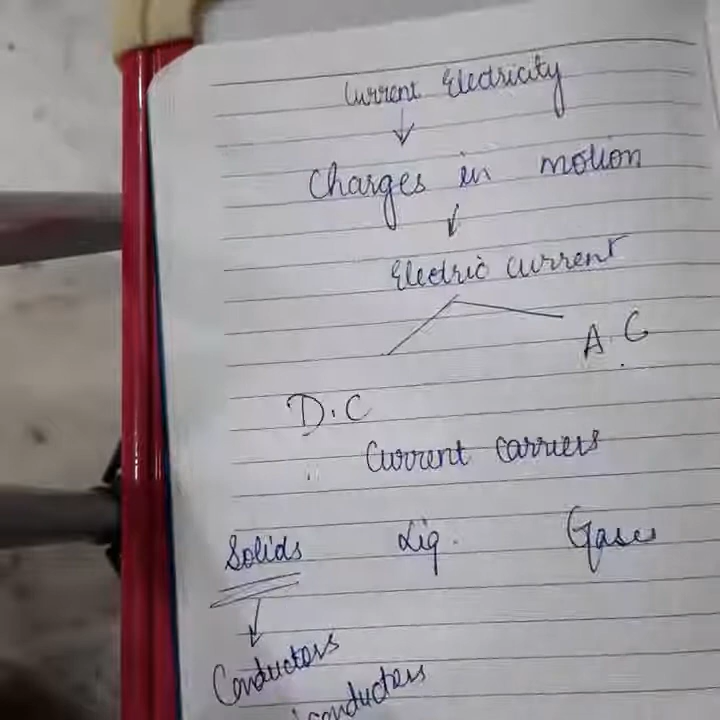 Current Electricity
Charges in motion
Electric current
A.C
D.C
Current carriers
Solids Liq. Gases
Conductors